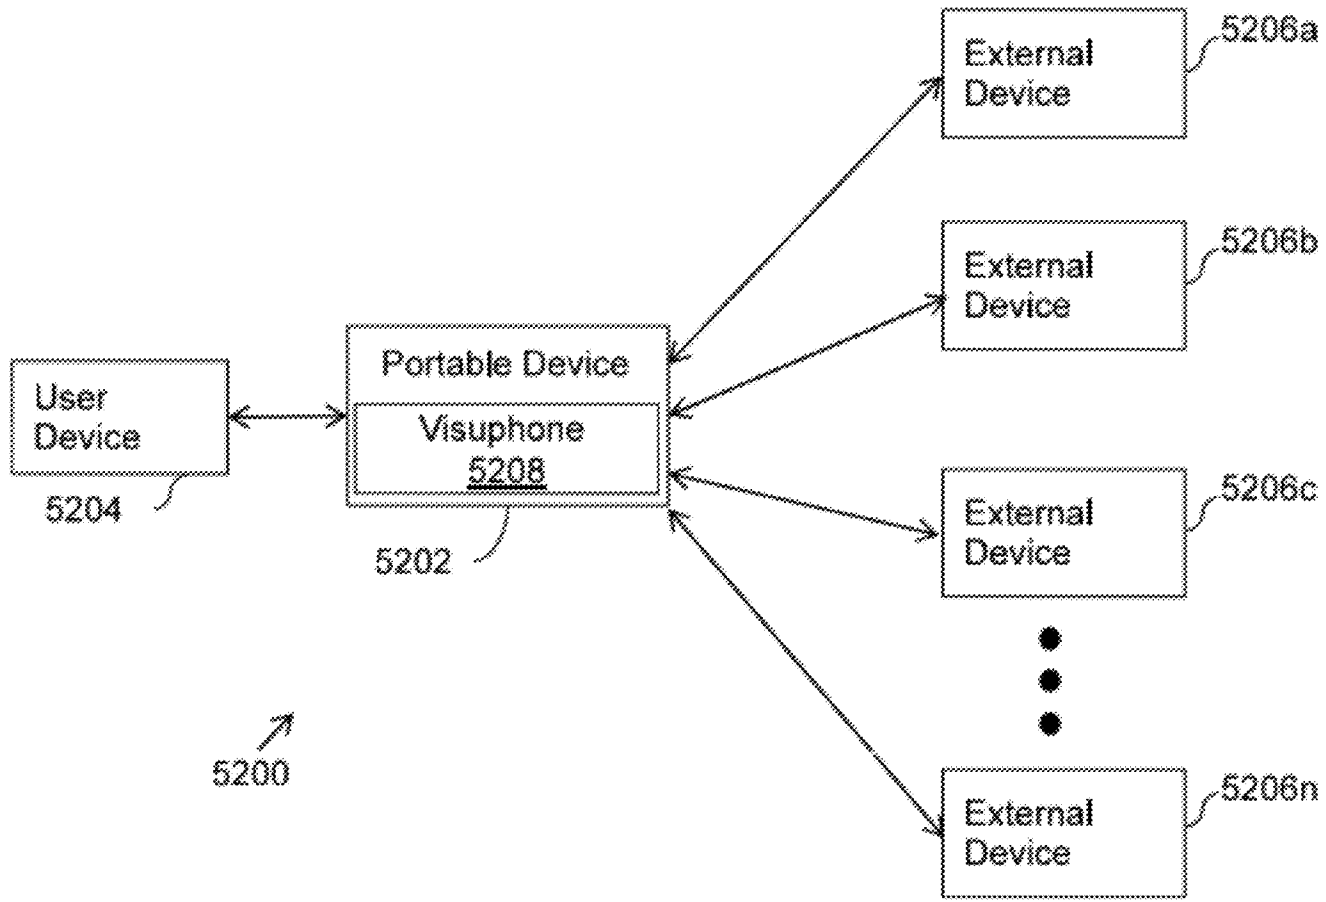 External
Device
5206a
External
Device
5206b
User
Device
5204
Portable Device
Visuphone
5208
5202
External
Device
5206c
5200
External
Device
5206n